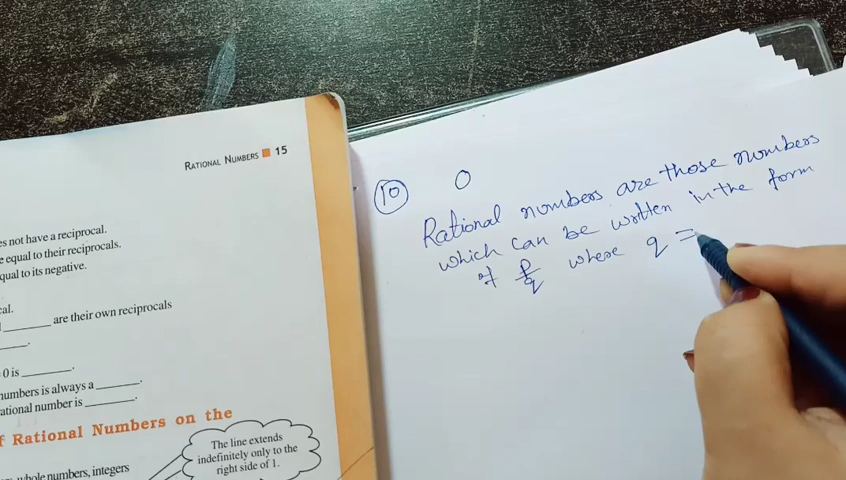 RATIONAL NUMBERS 15
es not have a reciprocal.
e equal to their reciprocals.
qual to its negative.
cal.
are their own reciprocals
0 is
numbers is always a
ational number is
f Rational Numbers on the
whole numbers, integers
The line extends
indefinitely only to the
right side of 1.
10 0
Rational numbers are those numbers
which can be written in the form
of p/q where q =